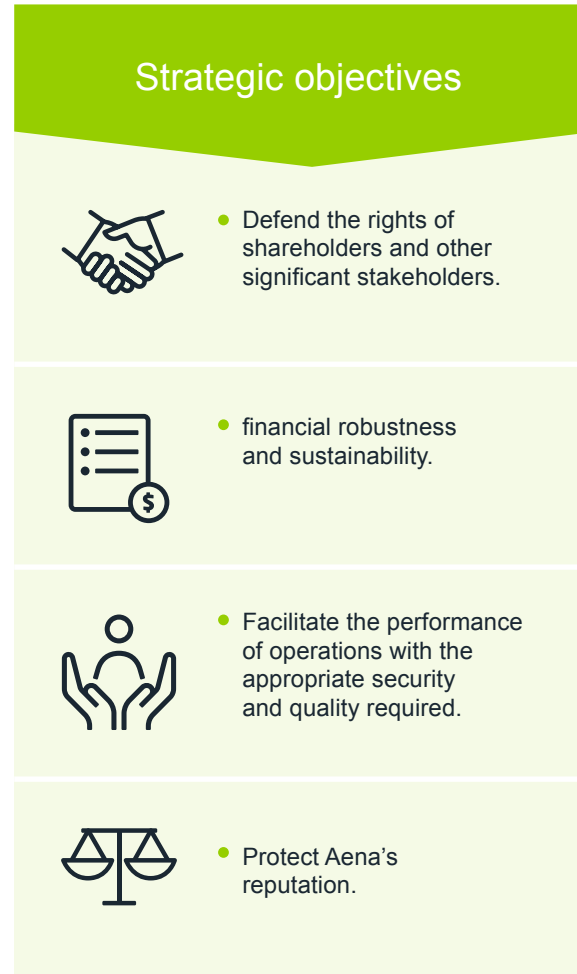 Strategic objectives
• Defend the rights of
shareholders and other
significant stakeholders.
• financial robustness
and sustainability.
$
• Facilitate the performance
of operations with the
appropriate security
and quality required.
• Protect Aena’s
reputation.